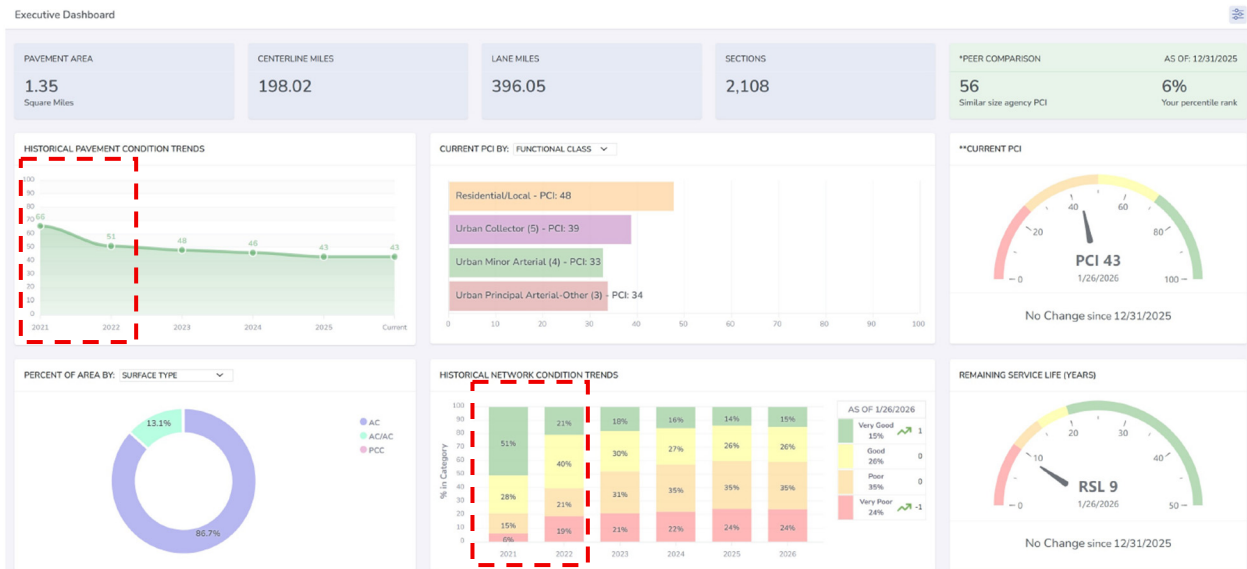 Executive Dashboard
PAVEMENT AREA
1.35
Square Miles
CENTERLINE MILES
198.02
LANE MILES
396.05
SECTIONS
2,108
*PEER COMPARISON AS OF: 12/31/2025
56 6%
Similar size agency PCI Your percentile rank
HISTORICAL PAVEMENT CONDITION TRENDS
100
90
80
70
60
50
40
30
20
10
0
66 51 48 46 43 43
2021 2022 2023 2024 2025 Current
CURRENT PCI BY: FUNCTIONAL CLASS
Residential/Local - PCI: 48
Urban Collector (5) - PCI: 39
Urban Minor Arterial (4) - PCI: 33
Urban Principal Arterial-Other (3) - PCI: 34
0 10 20 30 40 50 60 70 80 90 100
**CURRENT PCI
0 20 40 60 80 100
PCI 43
1/26/2026
No Change since 12/31/2025
PERCENT OF AREA BY: SURFACE TYPE
13.1%
86.7%
AC
AC/AC
PCC
HISTORICAL NETWORK CONDITION TRENDS
% in Category
100
90
80
70
60
50
40
30
20
10
0
51% 21% 18% 16% 14% 15%
28% 40% 30% 27% 26% 26%
15% 21% 31% 35% 35% 35%
6% 19% 21% 22% 24% 24%
2021 2022 2023 2024 2025 2026
AS OF 1/26/2026
Very Good
15% 1
Good
26% 0
Poor
35% 0
Very Poor
24% -1
REMAINING SERVICE LIFE (YEARS)
0 10 20 30 40 50
RSL 9
1/26/2026
No Change since 12/31/2025